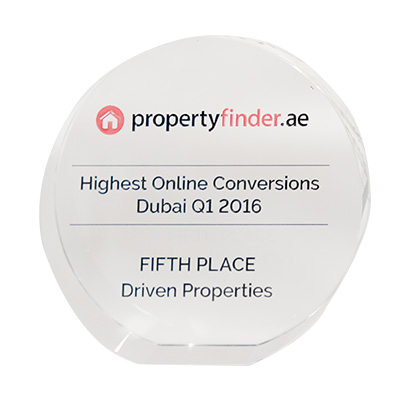 propertyfinder.ae
Highest Online Conversions
Dubai Q1 2016
FIFTH PLACE
Driven Properties